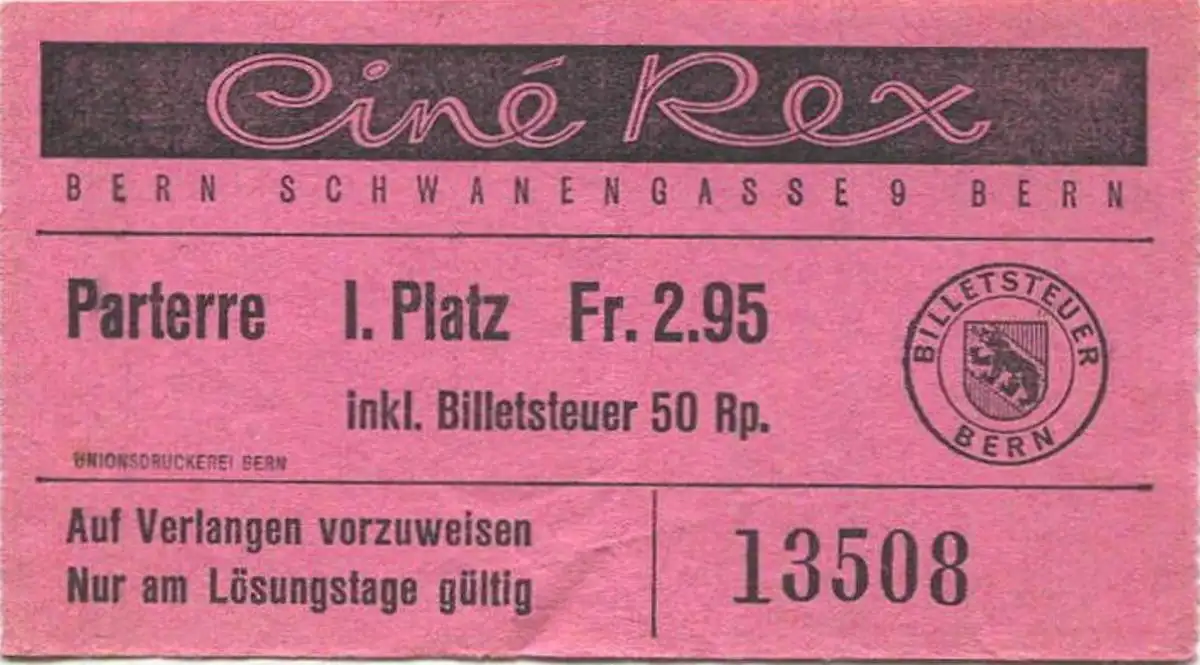 Ciné Rex
BERN SCHWANENGASSE 9 BERN
Parterre I. Platz Fr. 2.95
inkl. Billetsteuer 50 Rp.
BILLETSTEUER
BERN
UNIONSDRUCKEREI BERN
Auf Verlangen vorzuweisen
Nur am Lösungstage gültig
13508